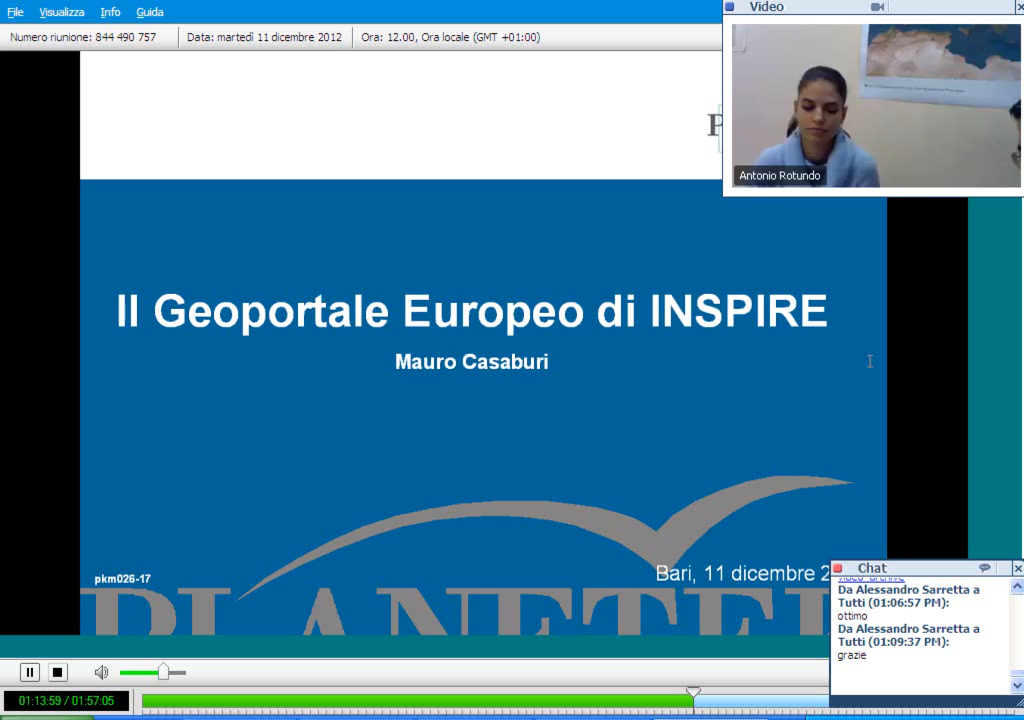 File Visualizza Info Guida
Video
Numero riunione: 844 490 757 Data: martedì 11 dicembre 2012 Ora: 12.00, Ora locale (GMT +01:00)
P
Antonio Rotundo
Il Geoportale Europeo di INSPIRE
Mauro Casaburi
pkm026-17
Bari, 11 dicembre 2
PLANETEK
Chat
Da Alessandro Sarretta a
Tutti (01:06:57 PM):
ottimo
Da Alessandro Sarretta a
Tutti (01:09:37 PM):
grazie
01:13:59 / 01:57:05